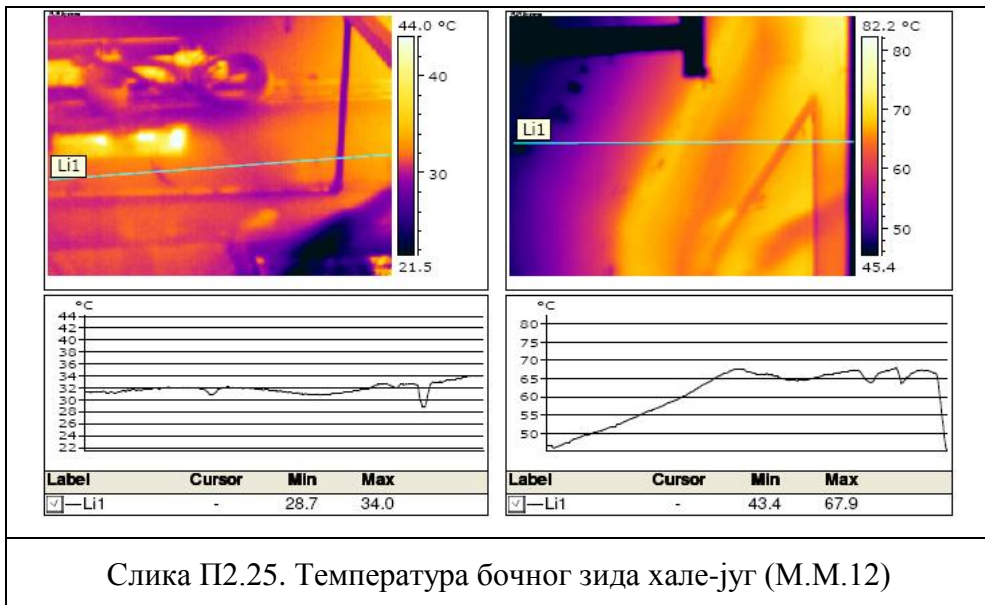 44.0 °C
40
Li1
30
21.5
82.2 °C
80
70
Li1
60
50
45.4
°C
44
42
40
38
36
34
32
30
28
26
24
22
Label Cursor Min Max
Li1 - 28.7 34.0
°C
80
75
70
65
60
55
50
Label Cursor Min Max
Li1 - 43.4 67.9
Слика П2.25. Температура бочног зида хале-југ (М.М.12)